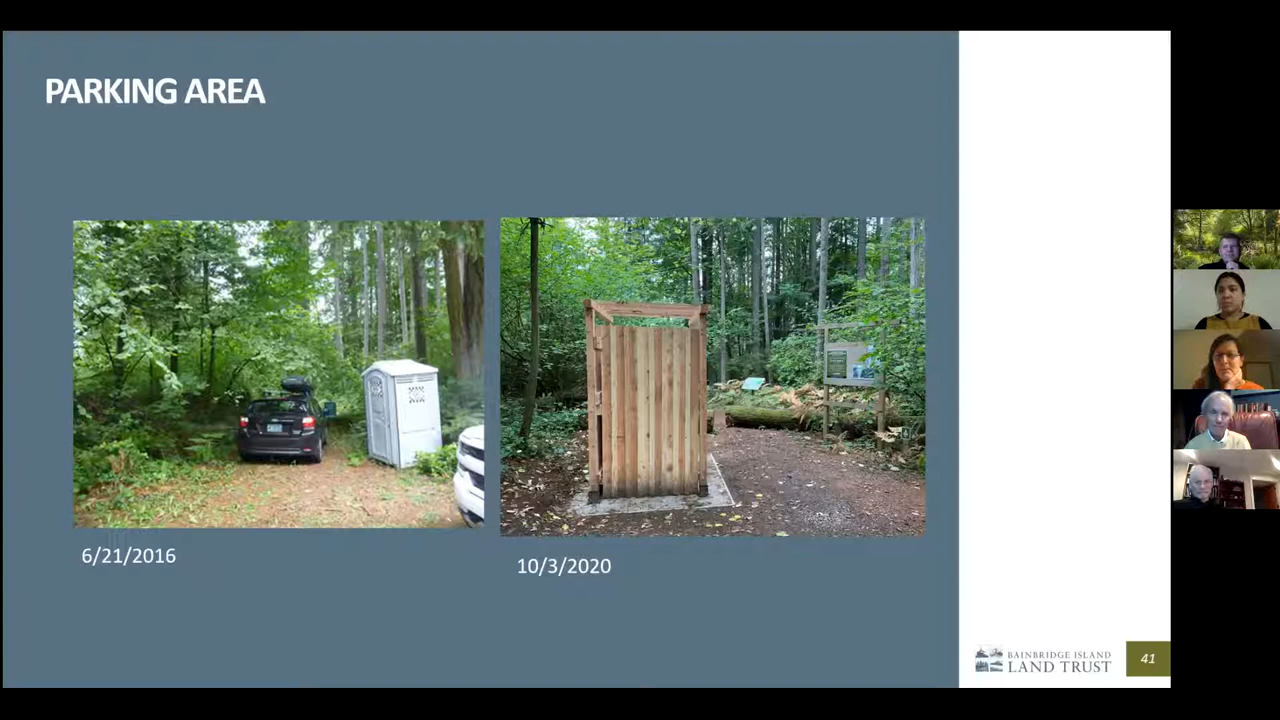 PARKING AREA
6/21/2016
10/3/2020
BAINBRIDGE ISLAND
LAND TRUST
41